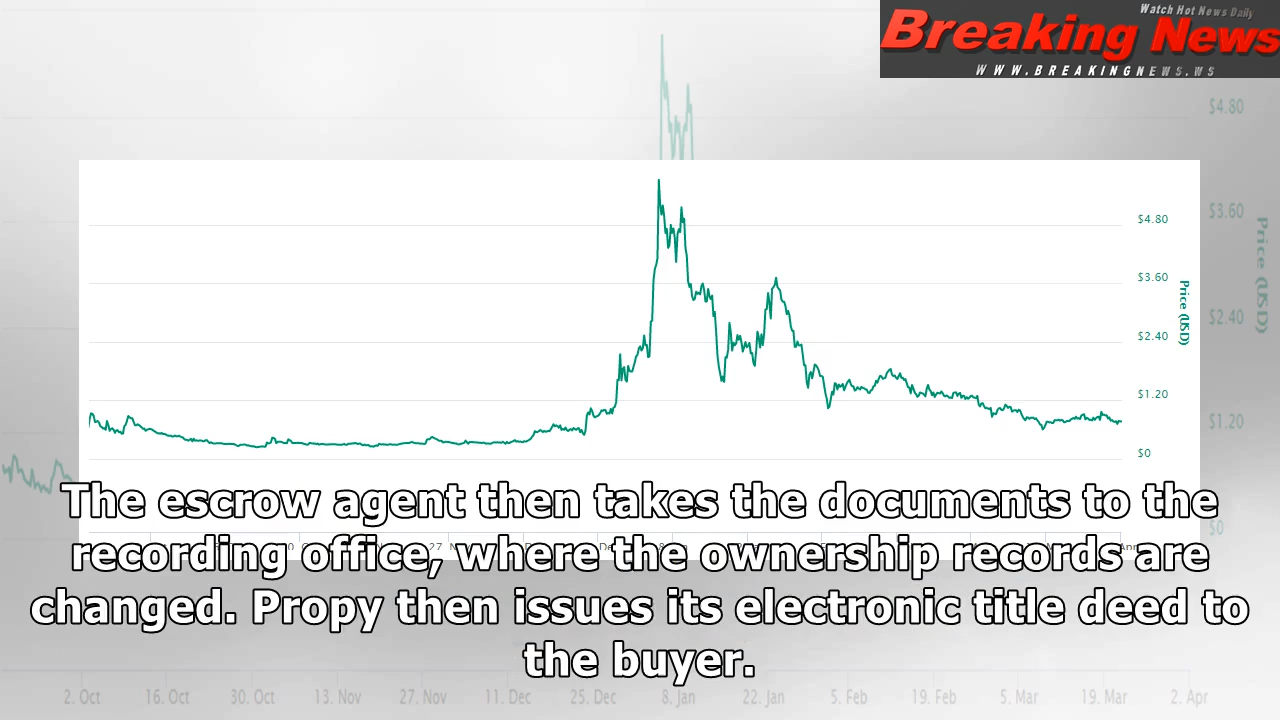 Watch Hot News Daily
Breaking News
WWW.BREAKINGNEWS.WS
$4.80
$3.60
$2.40
$1.20
$0
Price (USD)
$4.80
$3.60
$2.40
$1.20
$0
Price (USD)
The escrow agent then takes the documents to the
recording office, where the ownership records are
changed. Propy then issues its electronic title deed to
the buyer.
2. Oct 16. Oct 30. Oct 13. Nov 27. Nov 11. Dec 25. Dec 8. Jan 22. Jan 5. Feb 19. Feb 5. Mar 19. Mar 2. Apr